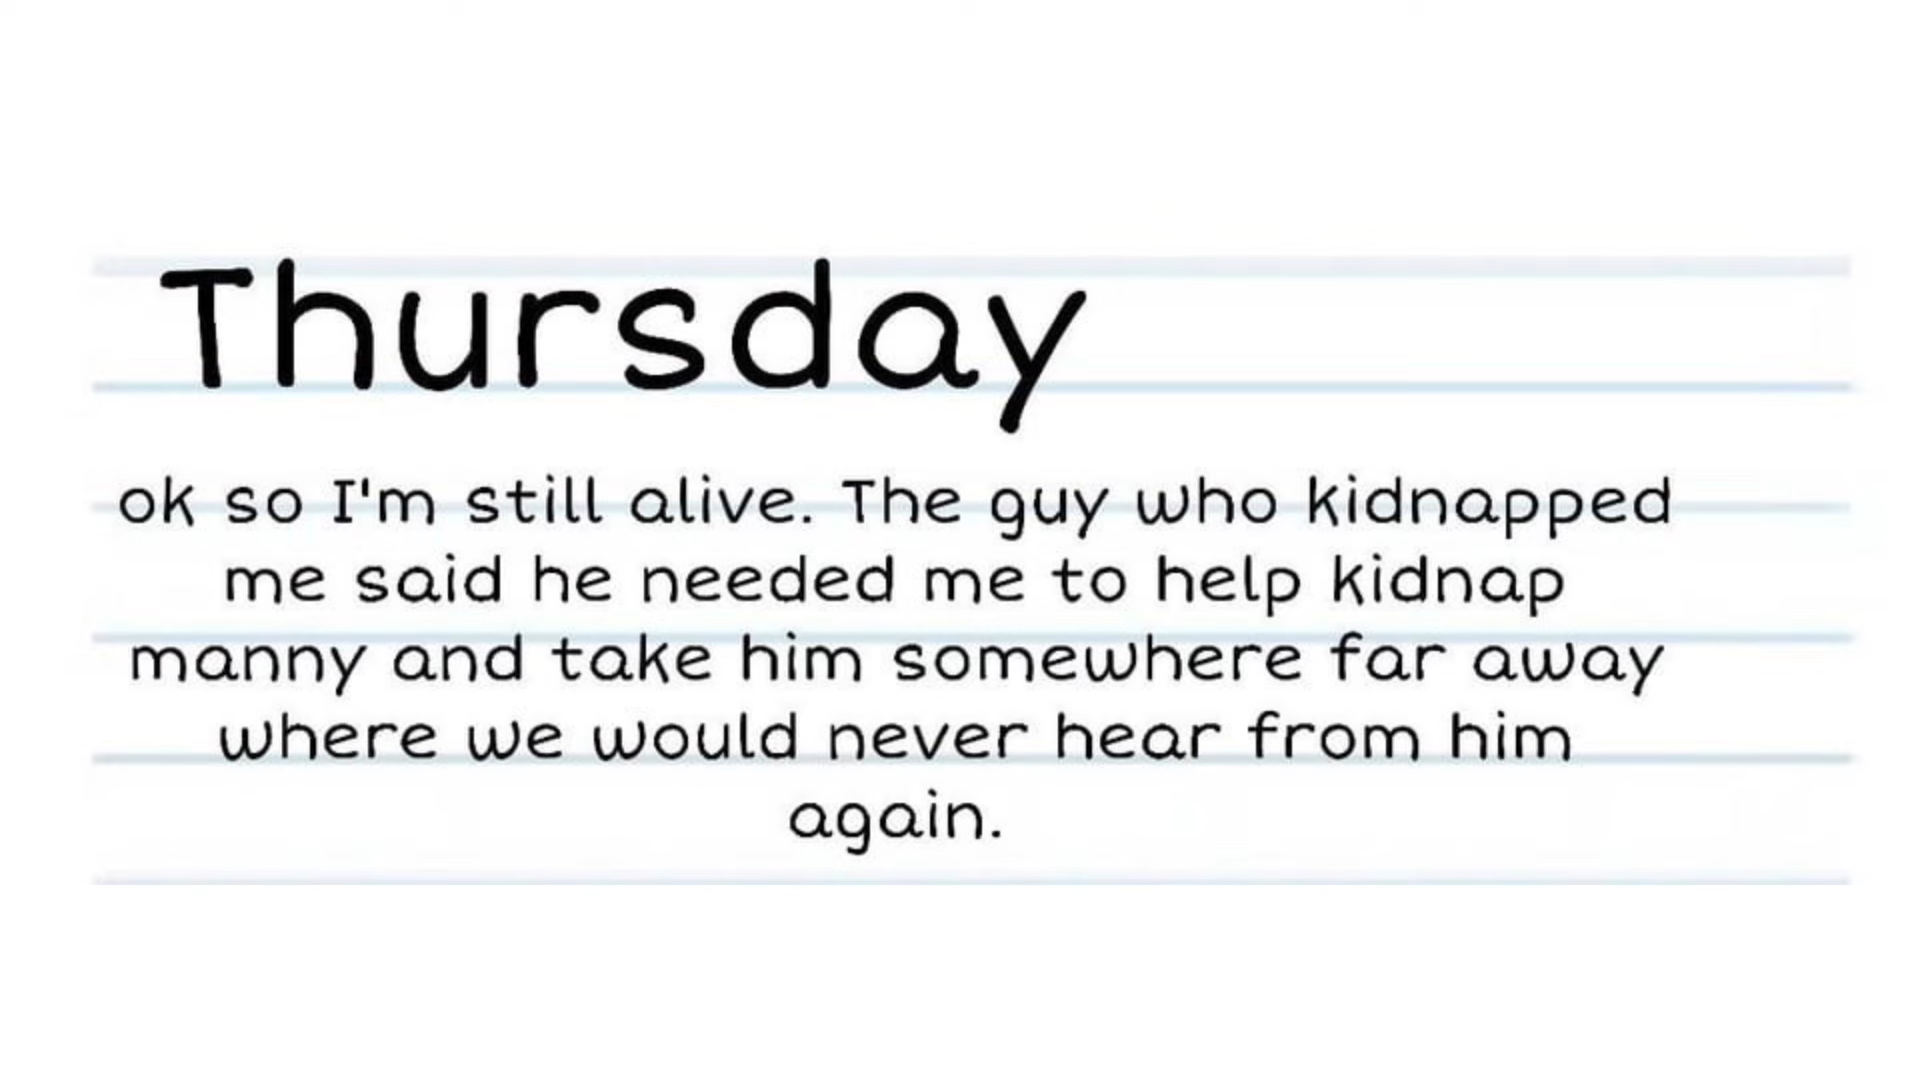 Thursday
ok so I'm still alive. The guy who kidnapped
me said he needed me to help kidnap
manny and take him somewhere far away
where we would never hear from him
again.